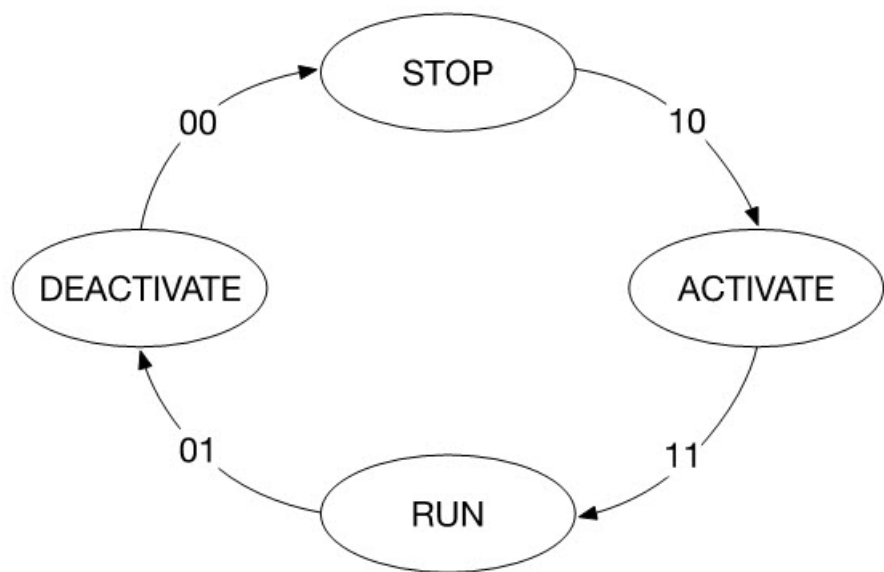 STOP
00
10
DEACTIVATE
ACTIVATE
01
11
RUN